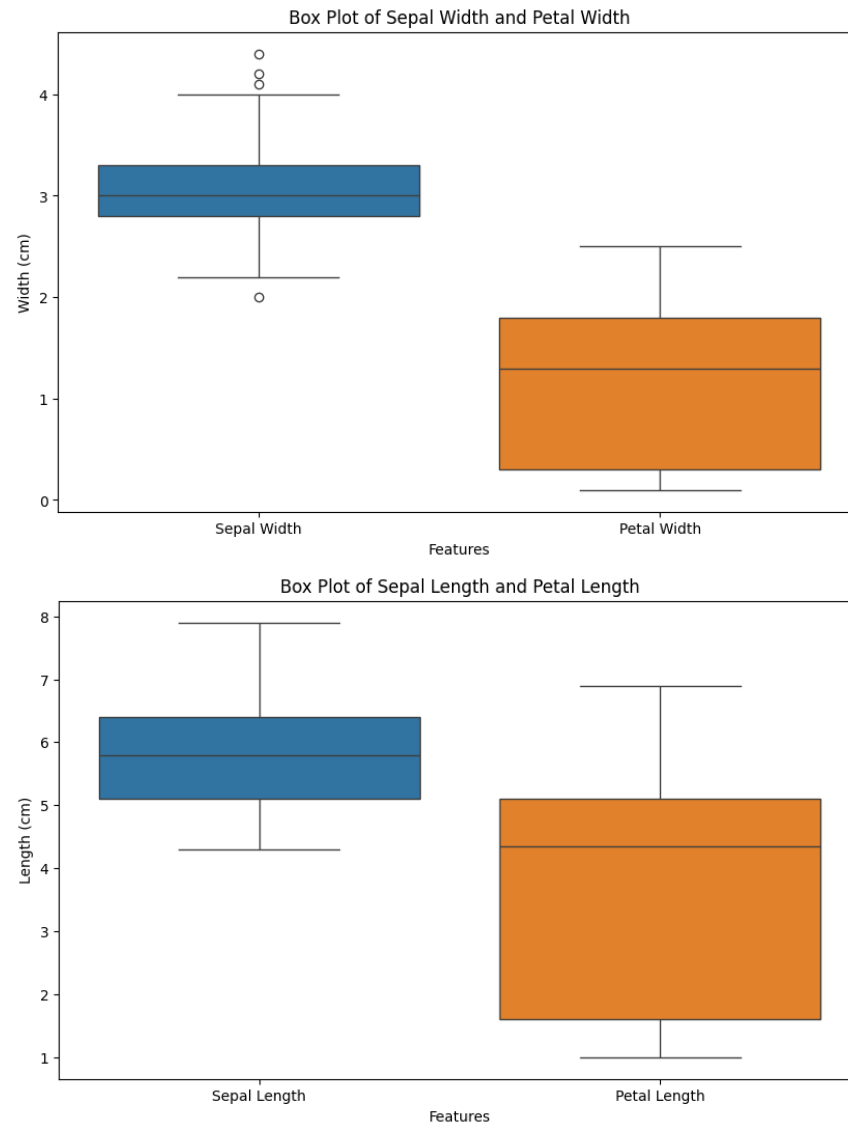 Box Plot of Sepal Width and Petal Width
4
3
2
1
0
Width (cm)
Sepal Width Petal Width
Features
Box Plot of Sepal Length and Petal Length
8
7
6
5
4
3
2
1
Length (cm)
Sepal Length Petal Length
Features